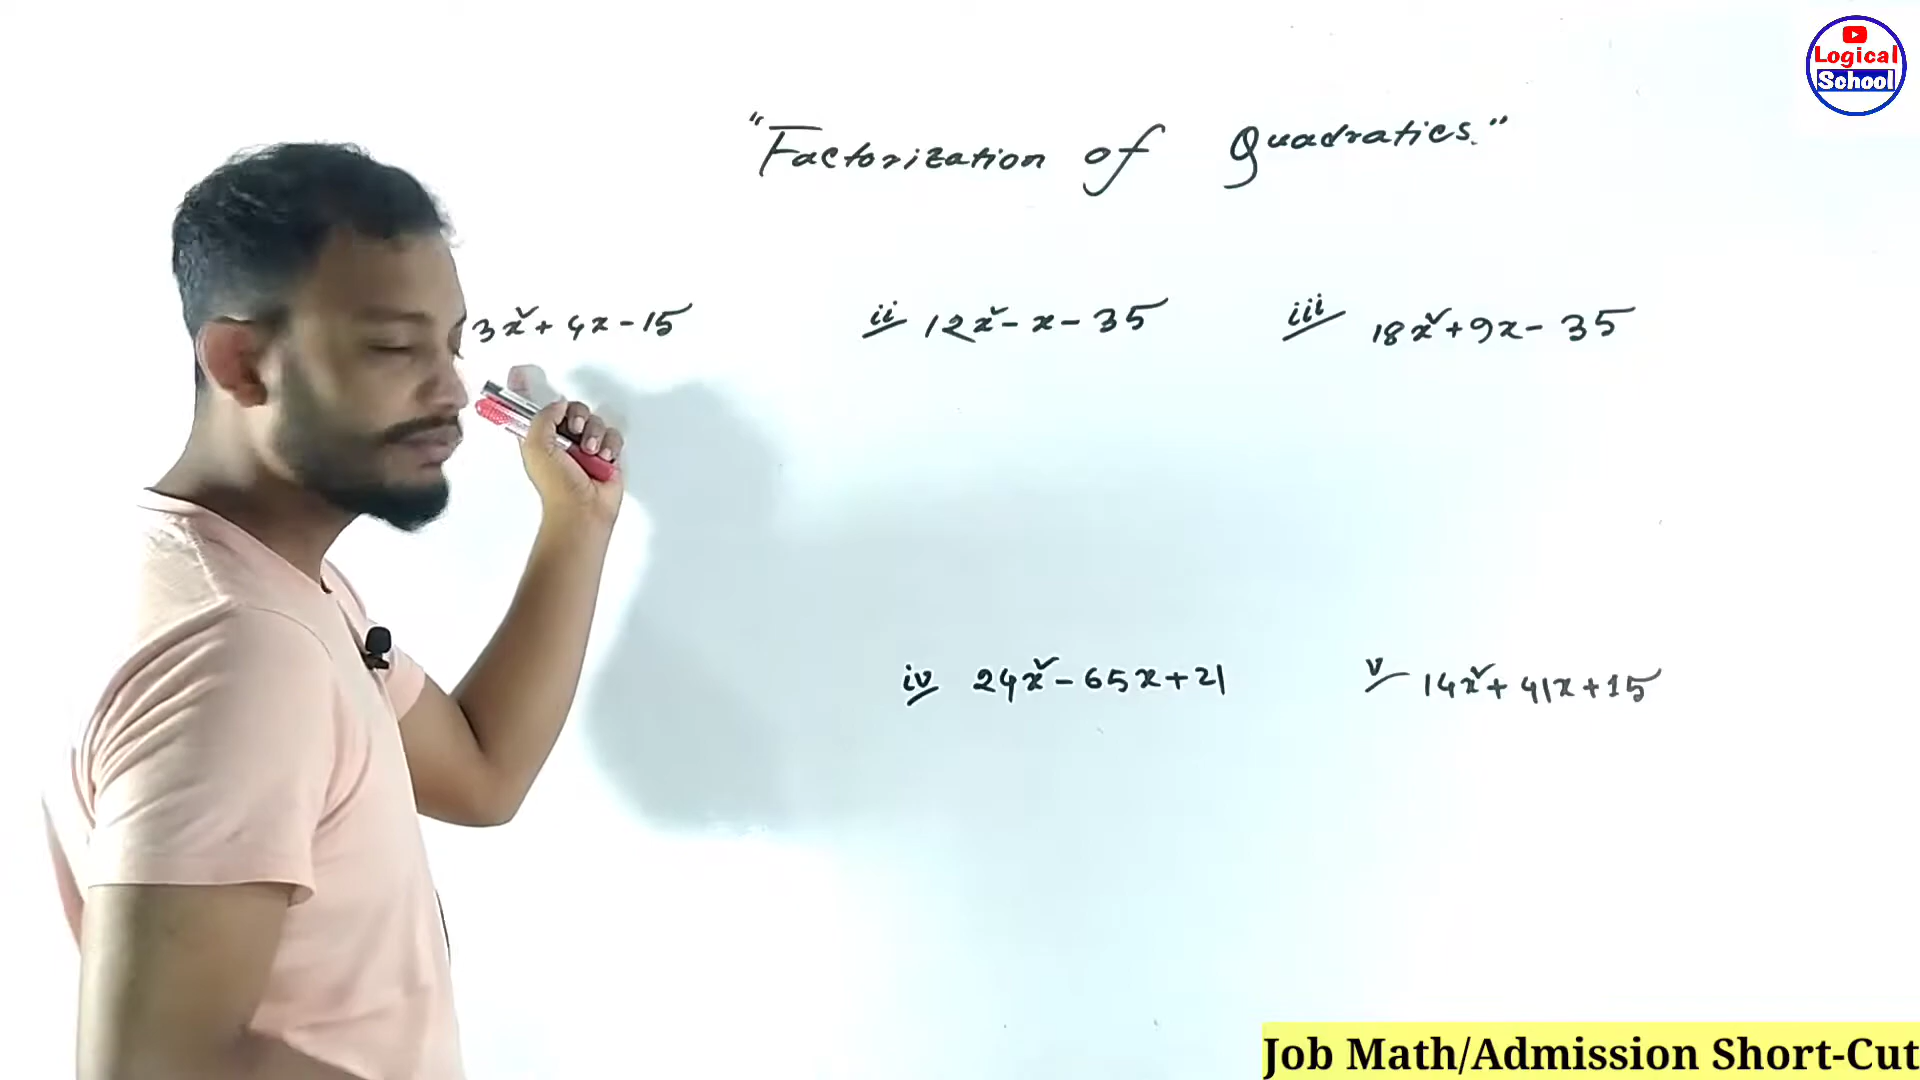 Logical
School
"Factorization of Quadratics."
3x²+4x-15
ii 12x²-x-35
iii 18x²+9x-35
iv 24x²-65x+21
v 14x²+41x+15
Job Math/Admission Short-Cut